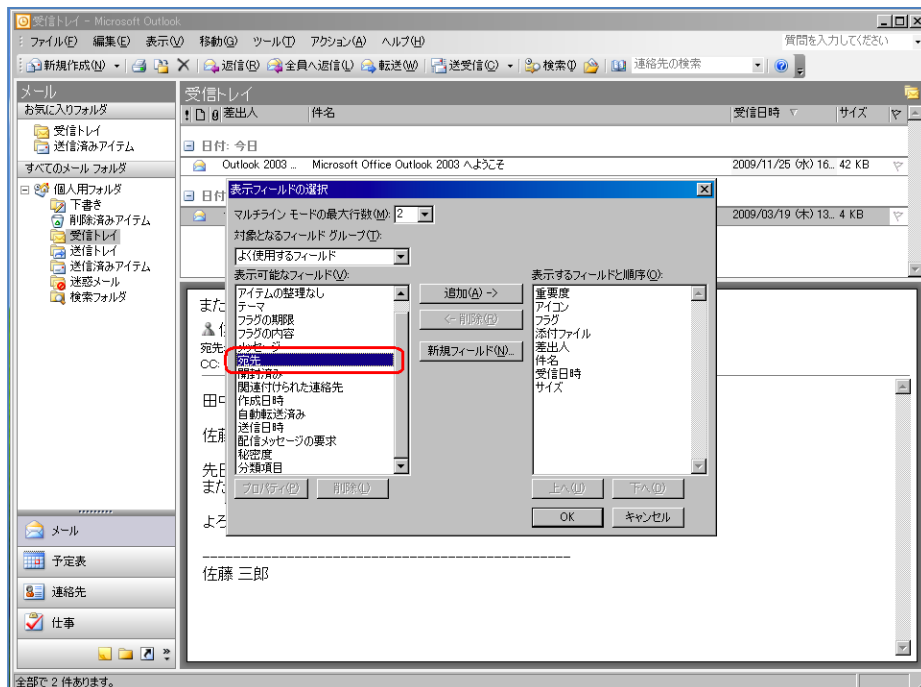 受信トレイ - Microsoft Outlook
ファイル(F) 編集(E) 表示(V) 移動(G) ツール(T) アクション(A) ヘルプ(H) 質問を入力してください
新規作成(N) 返信(R) 全員へ返信(L) 転送(W) 送受信(C) 検索(I) 連絡先の検索
メール
お気に入りフォルダ
受信トレイ
送信済みアイテム
すべてのメール フォルダ
個人用フォルダ
下書き
削除済みアイテム
受信トレイ
送信トレイ
送信済みアイテム
迷惑メール
検索フォルダ
メール
予定表
連絡先
仕事
受信トレイ
差出人 件名 受信日時 サイズ
日付: 今日
Outlook 2003 ... Microsoft Office Outlook 2003 へようこそ 2009/11/25 (水) 16... 42 KB
日付
2009/03/19 (木) 13... 4 KB
表示フィールドの選択
マルチライン モードの最大行数(M): 2
対象となるフィールド グループ(T):
よく使用するフィールド
表示可能なフィールド(V):
アイテムの整理なし
テーマ
フラグの期限
フラグの内容
メッセージ
宛先
開封済み
関連付けられた連絡先
作成日時
自動転送済み
送信日時
配信メッセージの要求
秘密度
分類項目
プロパティ(P) 削除(L)
追加(A) ->
<- 削除(R)
新規フィールド(N)...
表示するフィールドと順序(O):
重要度
アイコン
フラグ
添付ファイル
差出人
件名
受信日時
サイズ
上へ(U) 下へ(D)
OK キャンセル
また
宛先
CC:
田中
佐藤
先日
また
よろ
佐藤 三郎
全部で 2 件あります。